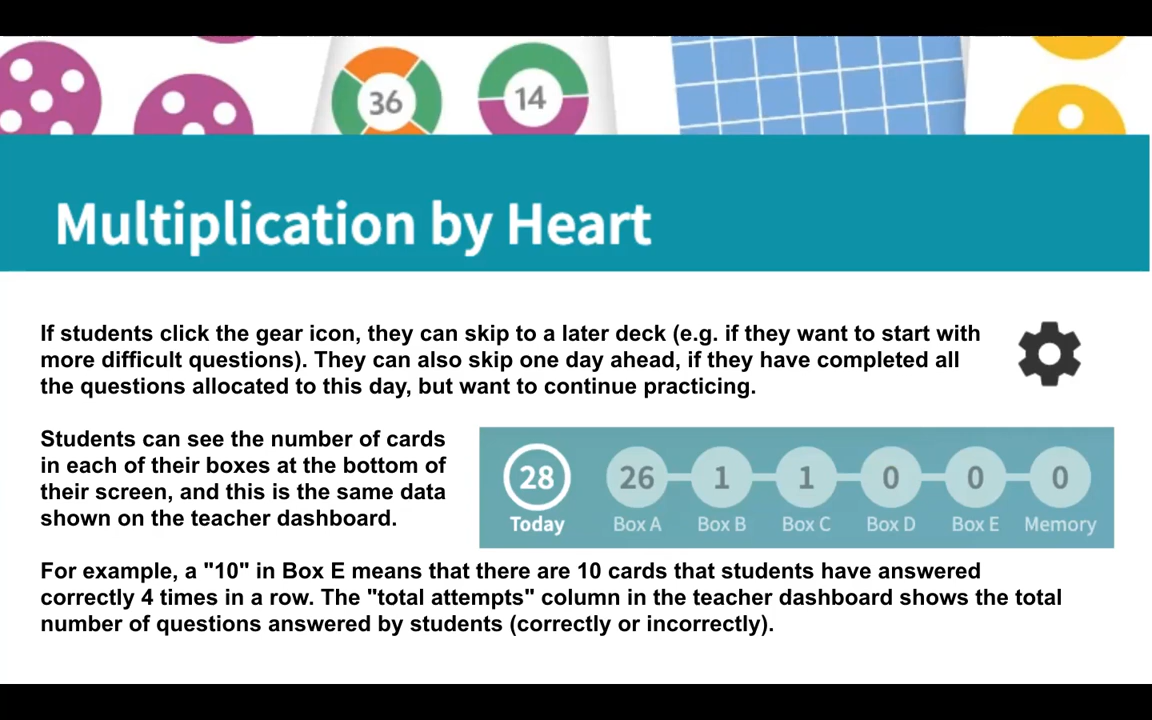 36
14
Multiplication by Heart
If students click the gear icon, they can skip to a later deck (e.g. if they want to start with
more difficult questions). They can also skip one day ahead, if they have completed all
the questions allocated to this day, but want to continue practicing.
Students can see the number of cards
in each of their boxes at the bottom of
their screen, and this is the same data
shown on the teacher dashboard.
28 26 1 1 0 0 0
Today Box A Box B Box C Box D Box E Memory
For example, a "10" in Box E means that there are 10 cards that students have answered
correctly 4 times in a row. The "total attempts" column in the teacher dashboard shows the total
number of questions answered by students (correctly or incorrectly).